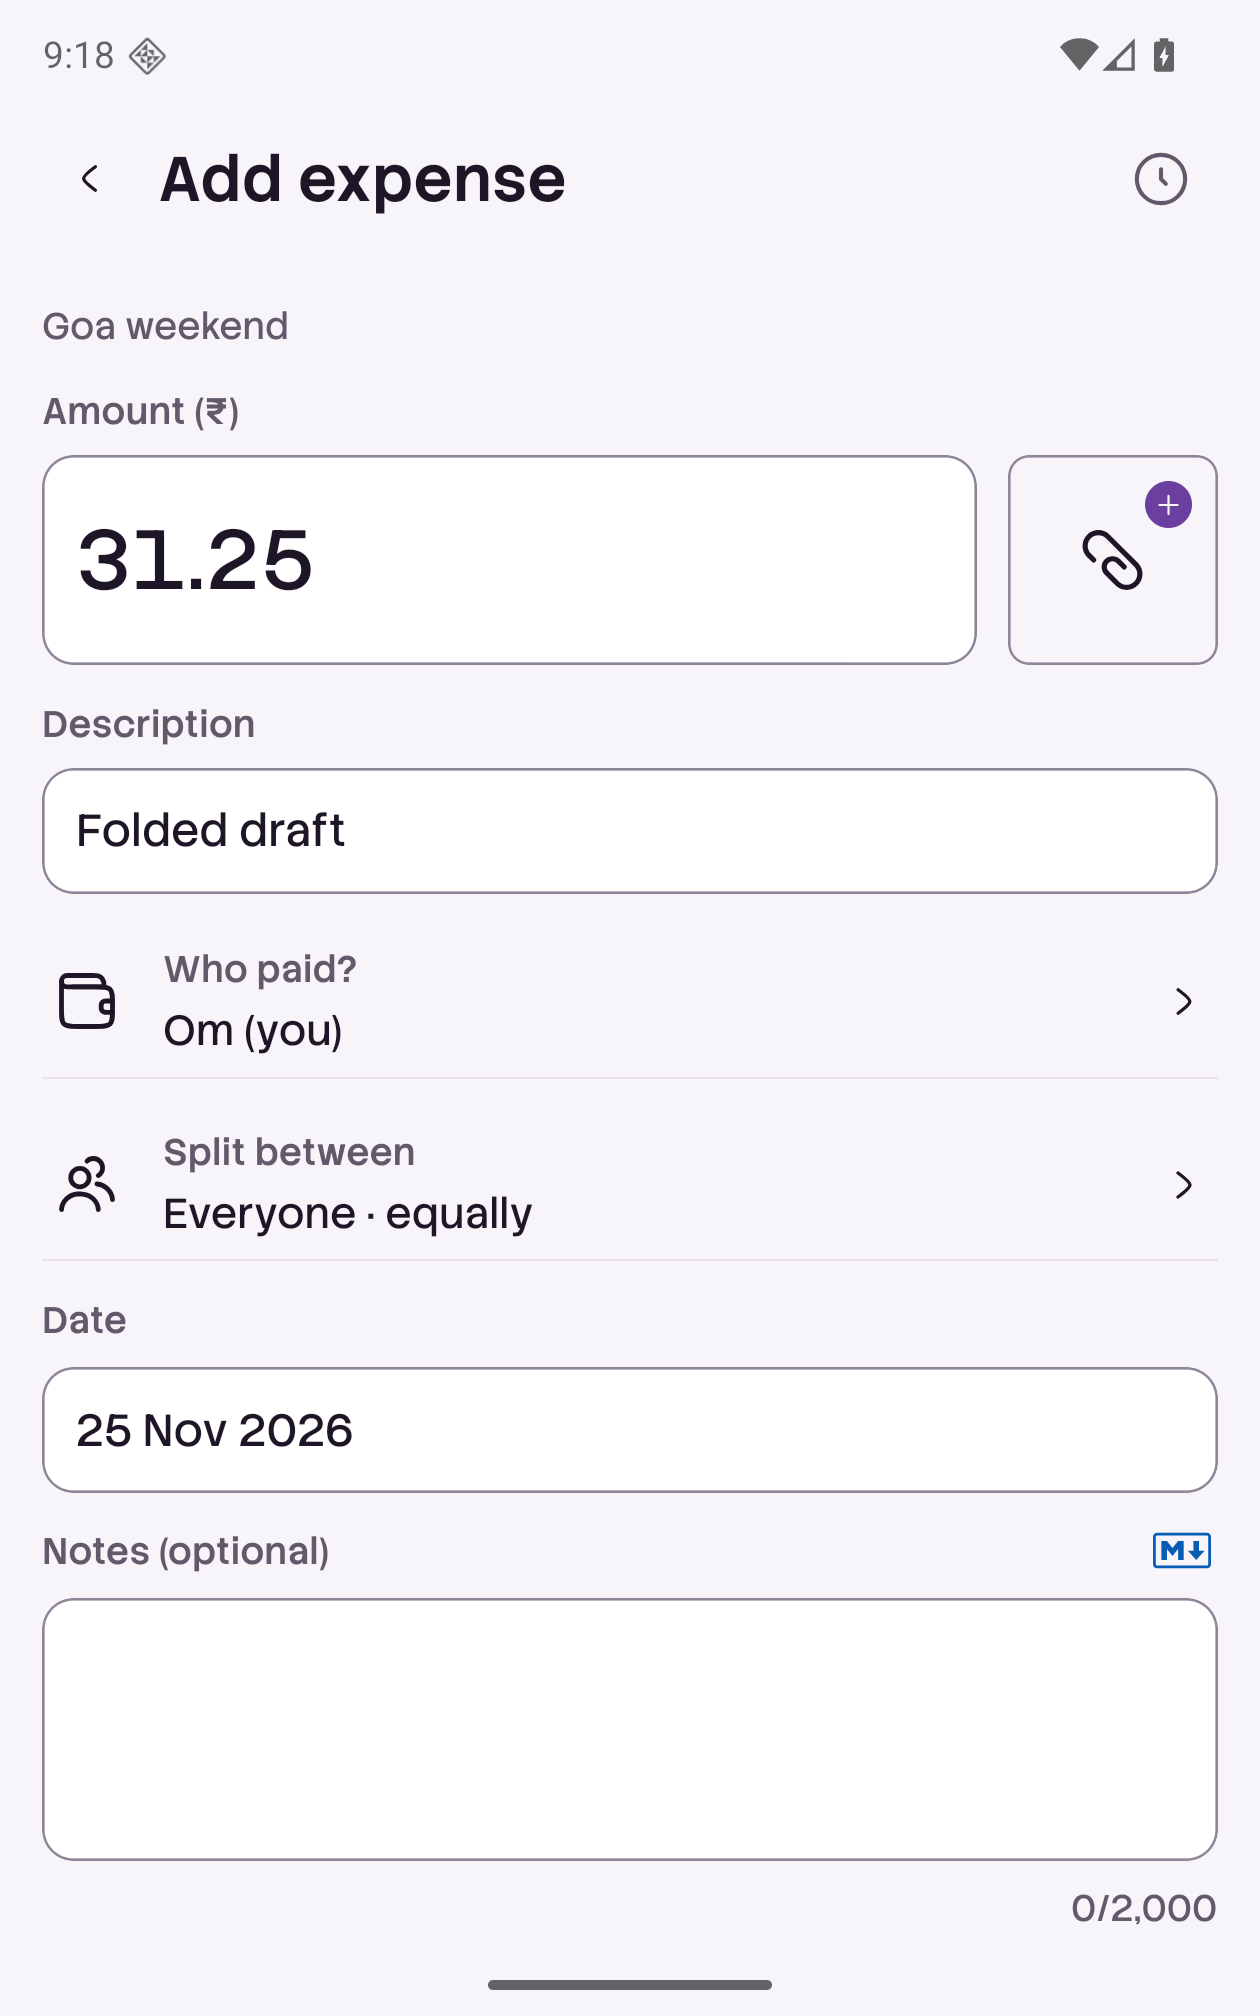 9:18
Add expense
Goa weekend
Amount (₹)
31.25
Description
Folded draft
Who paid?
Om (you)
Split between
Everyone · equally
Date
25 Nov 2026
Notes (optional)
M
0/2,000